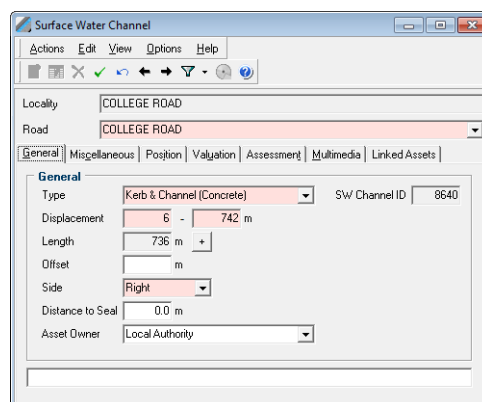 Surface Water Channel
Actions Edit View Options Help
Locality COLLEGE ROAD
Road COLLEGE ROAD
General Miscellaneous Position Valuation Assessment Multimedia Linked Assets
General
Type Kerb & Channel (Concrete) SW Channel ID 8640
Displacement 6 - 742 m
Length 736 m +
Offset m
Side Right
Distance to Seal 0.0 m
Asset Owner Local Authority